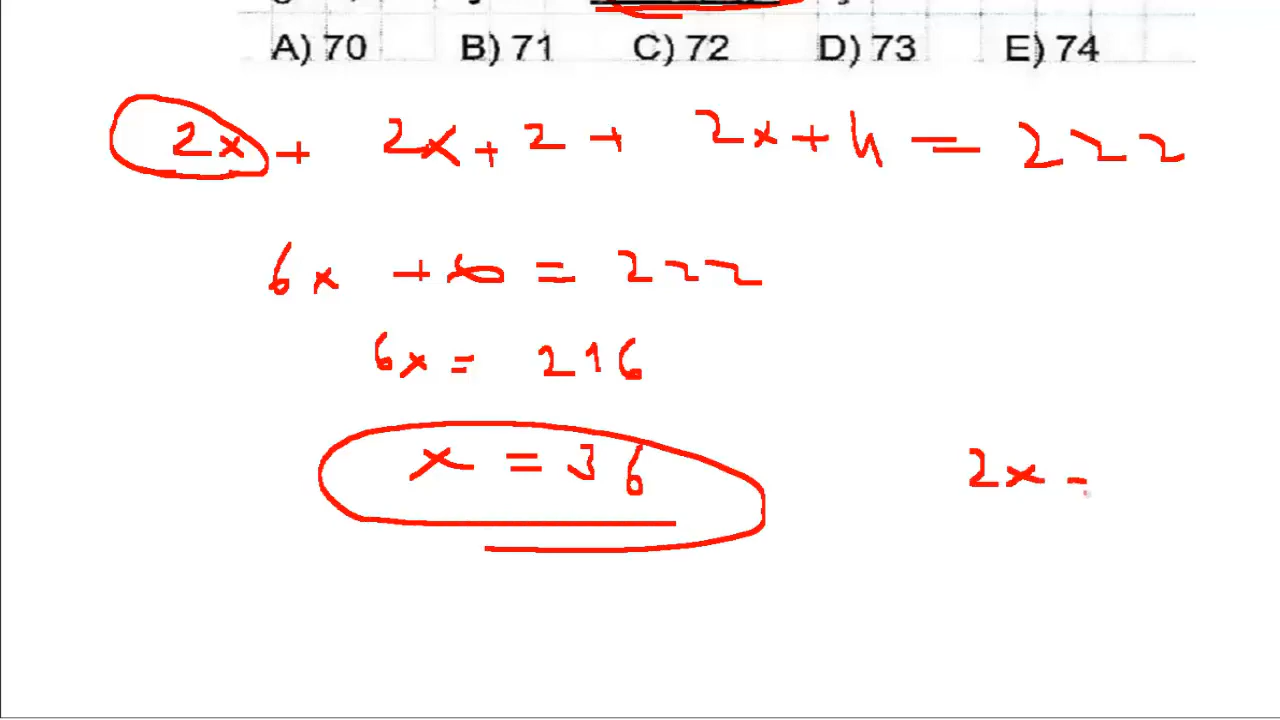 A) 70 B) 71 C) 72 D) 73 E) 74
2x + 2x + 2 + 2x + 4 = 222
6x + 6 = 222
6x = 216
x = 36
2x -